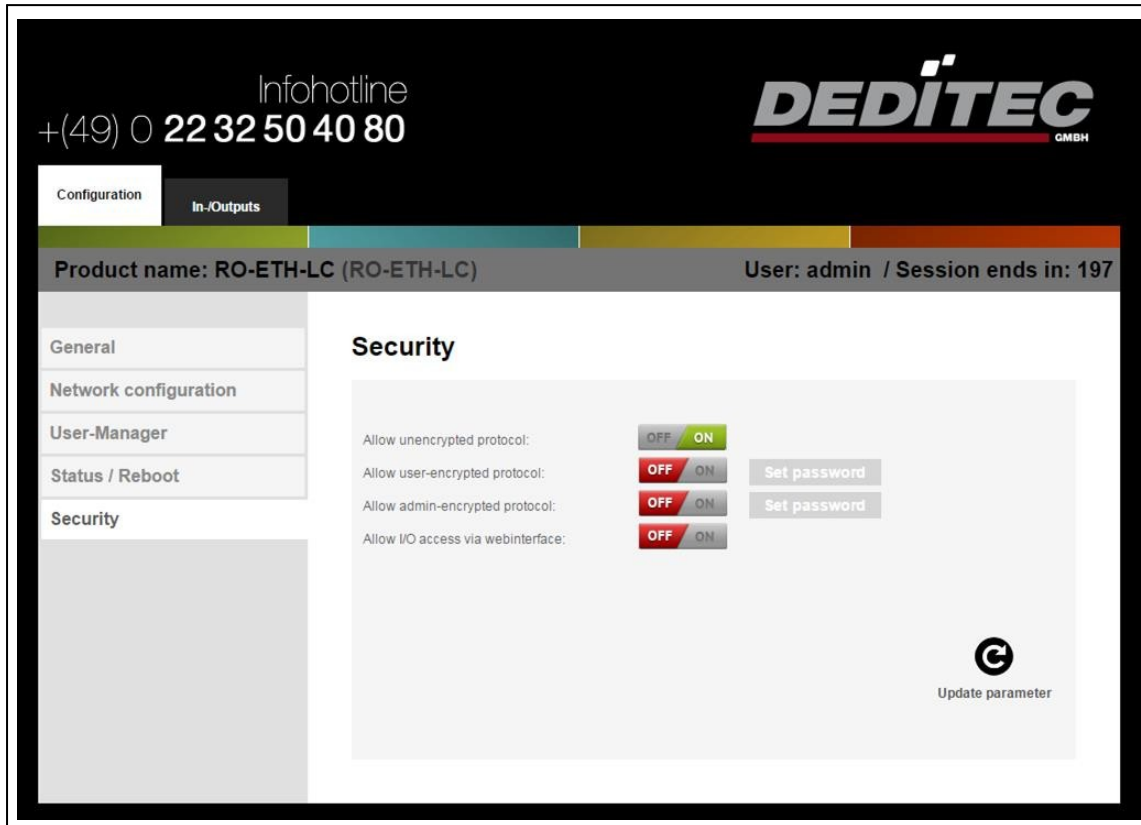 Infohotline
+(49) 0 22 32 50 40 80
DEDITEC
GMBH
Configuration
In-/Outputs
Product name: RO-ETH-LC (RO-ETH-LC)
User: admin / Session ends in: 197
General
Network configuration
User-Manager
Status / Reboot
Security
Security
Allow unencrypted protocol:
OFF ON
Allow user-encrypted protocol:
OFF ON
Set password
Allow admin-encrypted protocol:
OFF ON
Set password
Allow I/O access via webinterface:
OFF ON
Update parameter